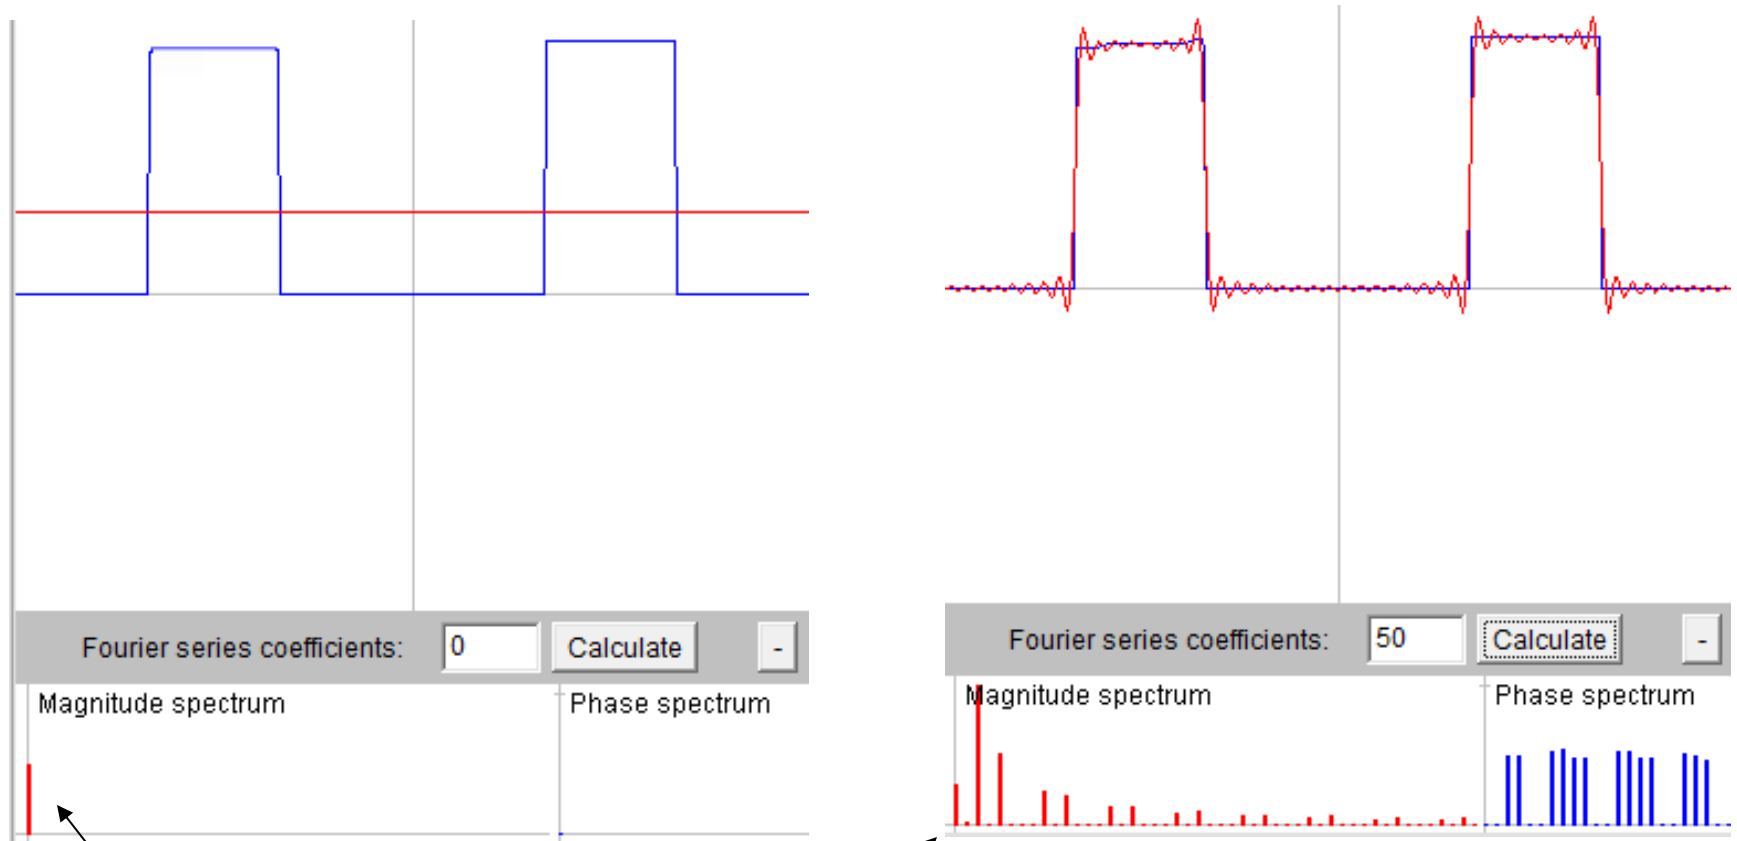 Fourier series coefficients: 0 Calculate -
Magnitude spectrum Phase spectrum
Fourier series coefficients: 50 Calculate -
Magnitude spectrum Phase spectrum